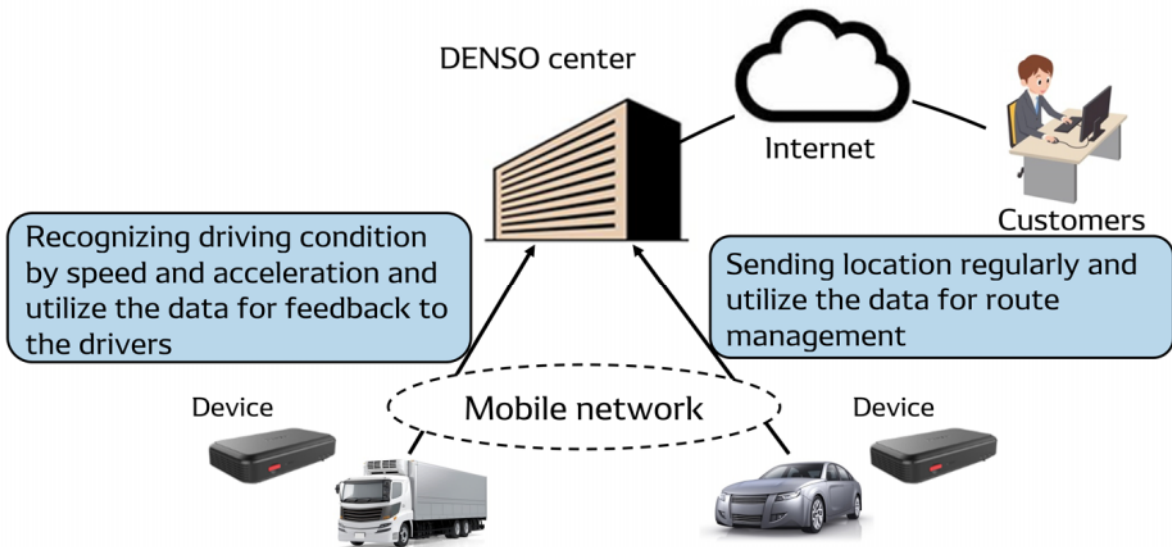 DENSO center
Internet
Customers
Recognizing driving condition
by speed and acceleration and
utilize the data for feedback to
the drivers
Sending location regularly and
utilize the data for route
management
Mobile network
Device
Device